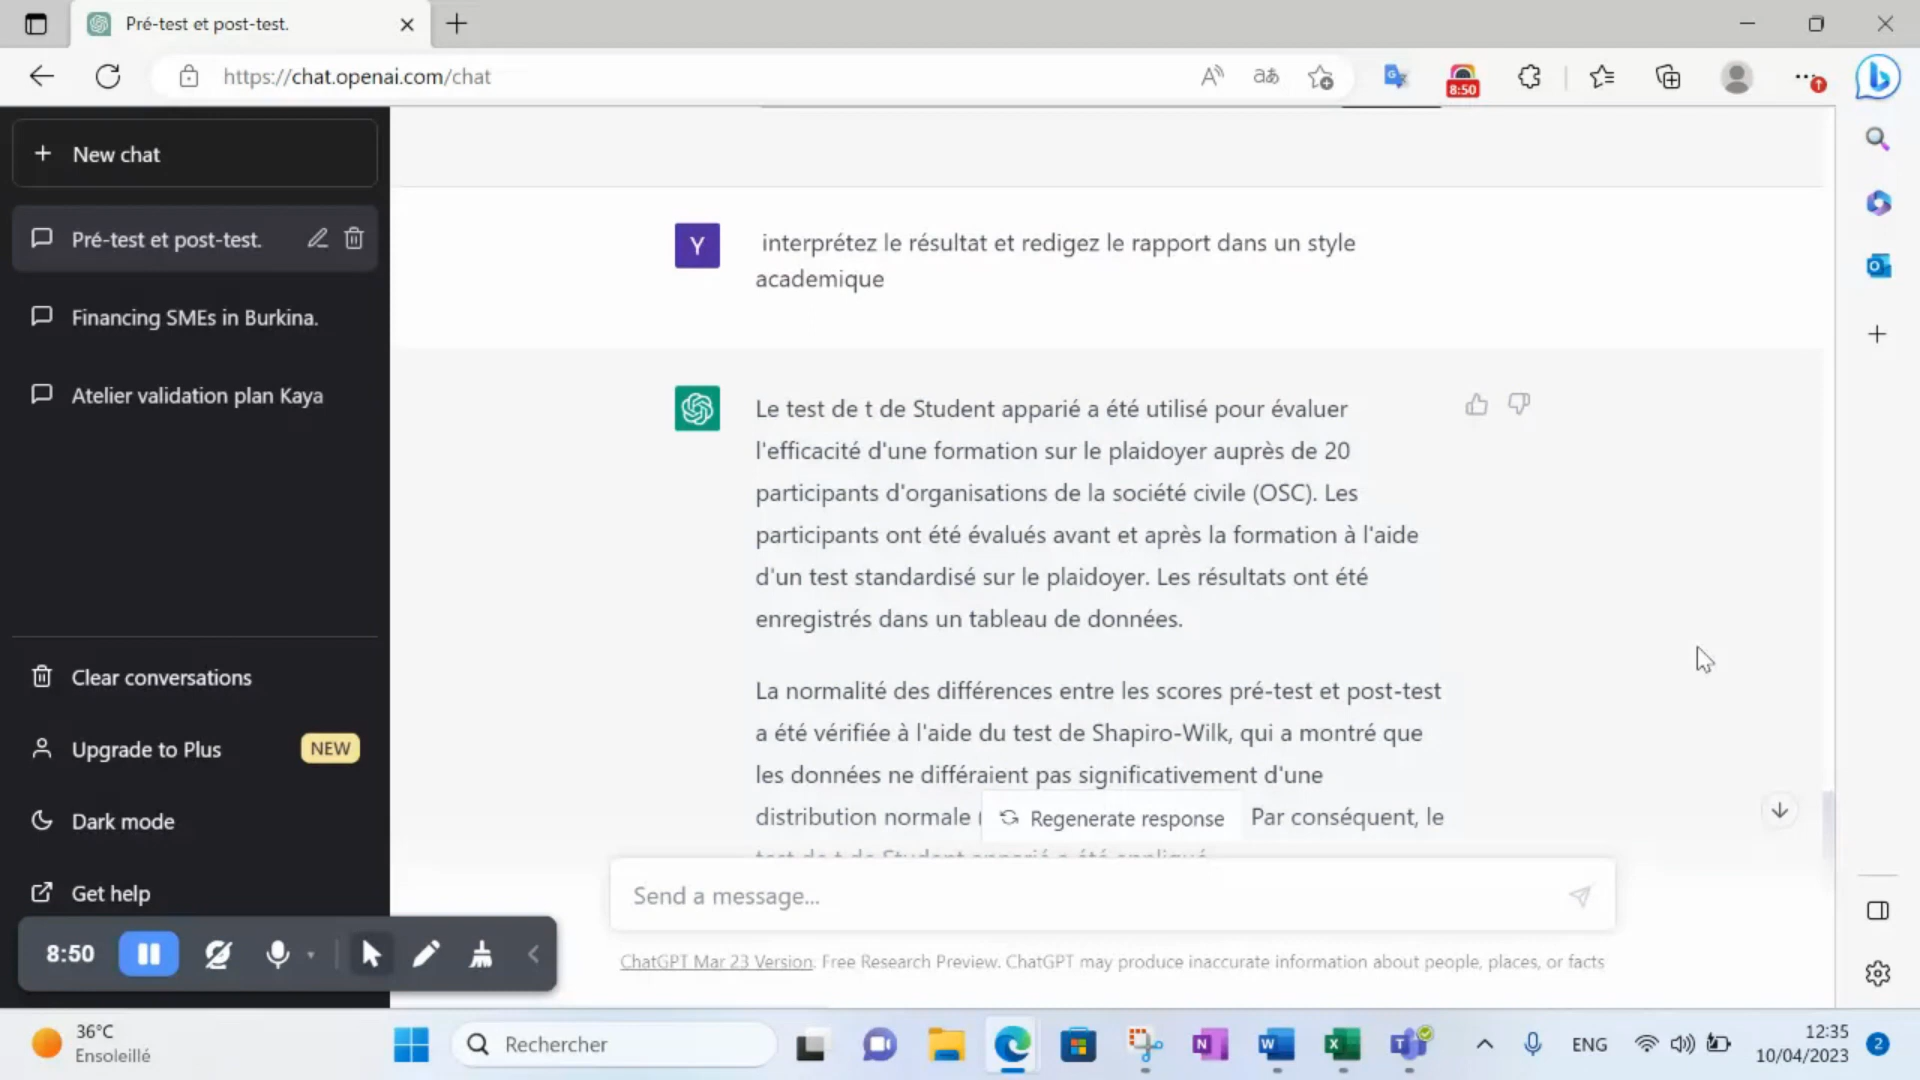 Pré-test et post-test.
https://chat.openai.com/chat
8:50
New chat
Pré-test et post-test.
Financing SMEs in Burkina.
Atelier validation plan Kaya
Clear conversations
Upgrade to Plus NEW
Dark mode
Get help
8:50
Y
interprétez le résultat et redigez le rapport dans un style
academique
Le test de t de Student apparié a été utilisé pour évaluer
l'efficacité d'une formation sur le plaidoyer auprès de 20
participants d'organisations de la société civile (OSC). Les
participants ont été évalués avant et après la formation à l'aide
d'un test standardisé sur le plaidoyer. Les résultats ont été
enregistrés dans un tableau de données.
La normalité des différences entre les scores pré-test et post-test
a été vérifiée à l'aide du test de Shapiro-Wilk, qui a montré que
les données ne différaient pas significativement d'une
distribution normale ( Regenerate response Par conséquent, le
test de t de Student apparié a été appliqué
Send a message...
ChatGPT Mar 23 Version. Free Research Preview. ChatGPT may produce inaccurate information about people, places, or facts
36°C
Ensoleillé
Rechercher
ENG
12:35
10/04/2023
2